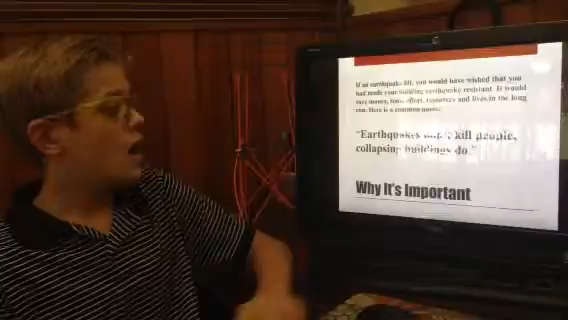 If an earthquake hit, you would have wished that you
had made your building earthquake resistant. It would
save money, time, effort, resources and lives in the long
run. Here is a common quote:
“Earthquakes don't kill people,
collapsing buildings do.”
Why It's Important